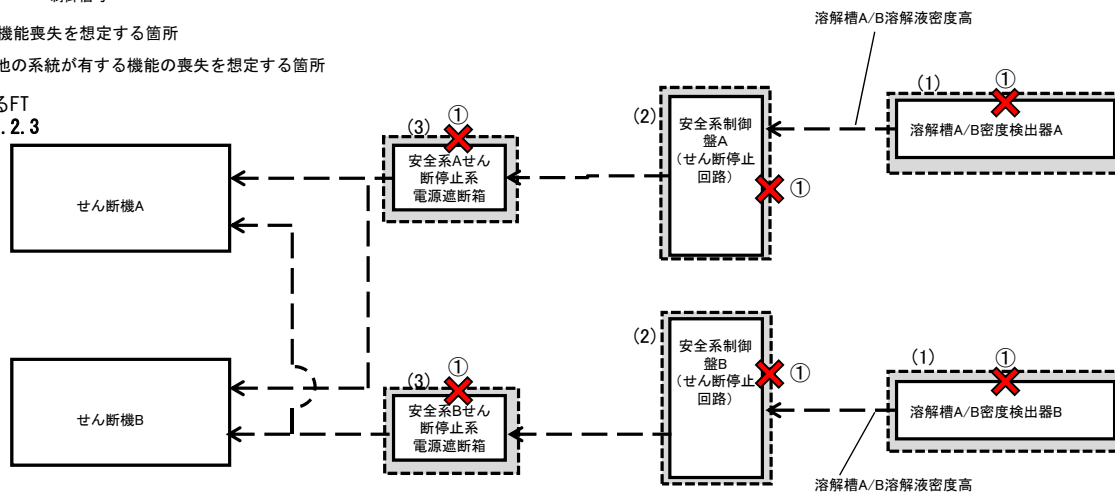 機能喪失を想定する箇所
他の系統が有する機能の喪失を想定する箇所
るFT
.2.3
溶解槽A/B溶解液密度高
(1)
①
溶解槽A/B密度検出器A
(2)
安全系制御
盤A
(せん断停止
回路)
①
(3)
①
安全系Aせん
断停止系
電源遮断箱
せん断機A
(2)
安全系制御
盤B
(せん断停止
回路)
①
(1)
①
溶解槽A/B密度検出器B
(3)
①
安全系Bせん
断停止系
電源遮断箱
せん断機B
溶解槽A/B溶解液密度高